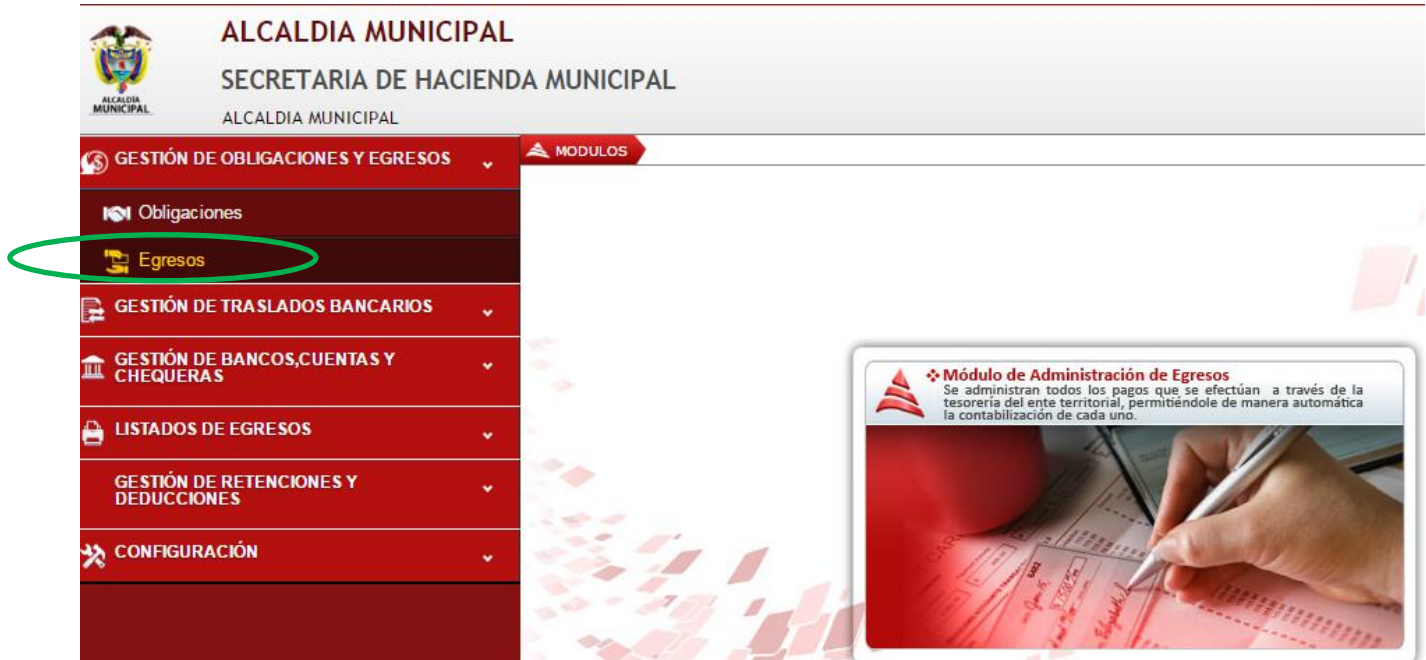 ALCALDIA MUNICIPAL
SECRETARIA DE HACIENDA MUNICIPAL
ALCALDIA MUNICIPAL
ALCALDÍA
MUNICIPAL
GESTIÓN DE OBLIGACIONES Y EGRESOS
Obligaciones
Egresos
GESTIÓN DE TRASLADOS BANCARIOS
GESTIÓN DE BANCOS,CUENTAS Y
CHEQUERAS
LISTADOS DE EGRESOS
GESTIÓN DE RETENCIONES Y
DEDUCCIONES
CONFIGURACIÓN
MODULOS
Módulo de Administración de Egresos
Se administran todos los pagos que se efectúan a través de la
tesorería del ente territorial, permitiéndole de manera automática
la contabilización de cada uno.